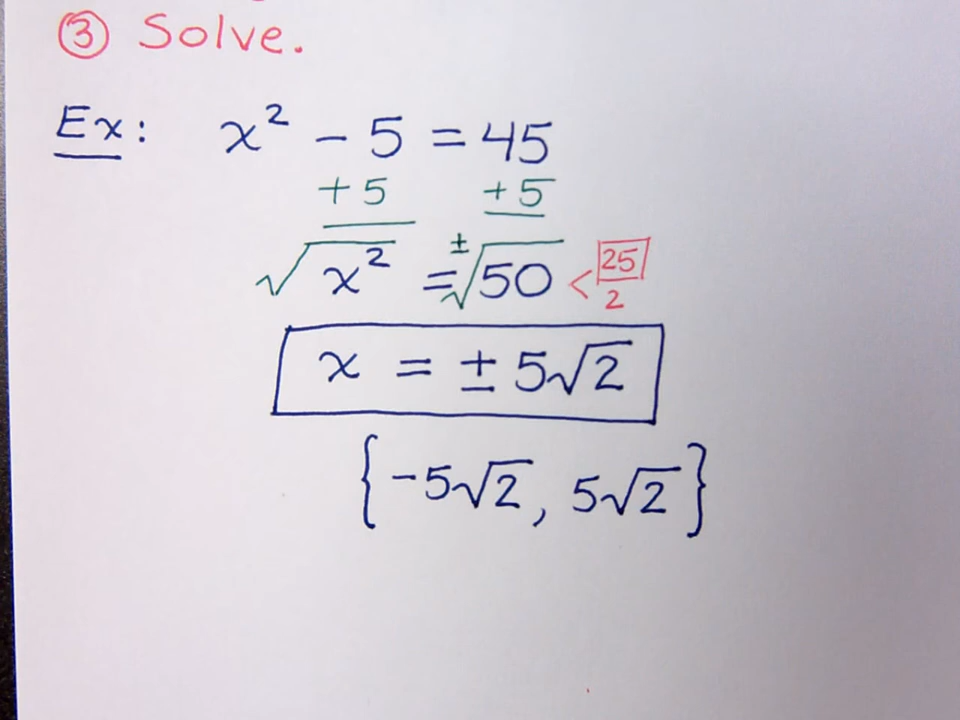 ③ Solve.
Ex: x² - 5 = 45
+5 +5
√x² = ±√50 < 25
2
x = ± 5√2
{-5√2, 5√2}